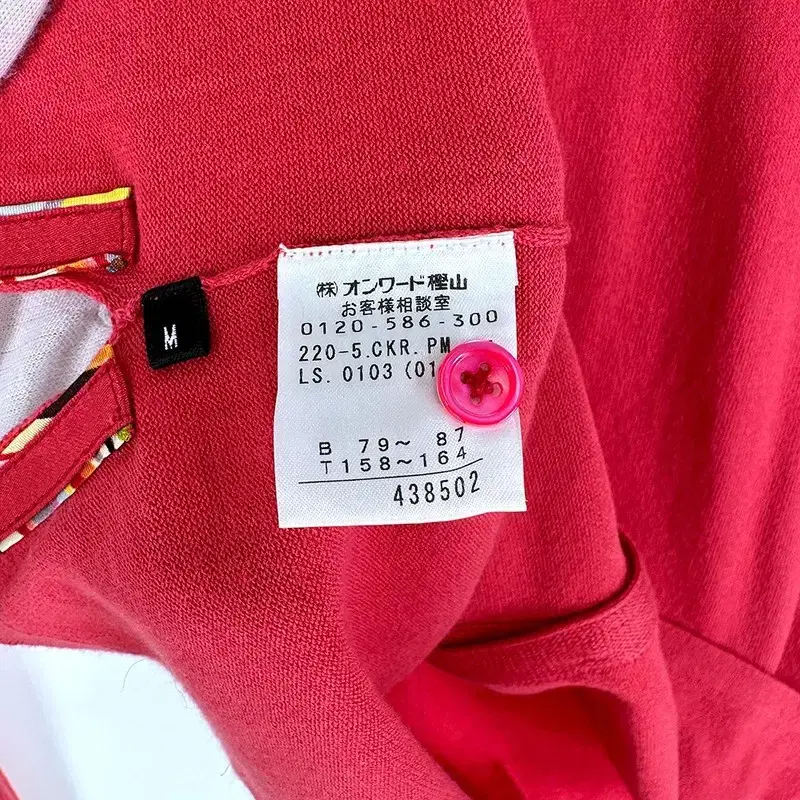 (株)オンワード樫山
お客様相談室
0120-586-300
220-5.CKR.PM
LS.0103(01
B 79～ 87
T158～164
438502
M